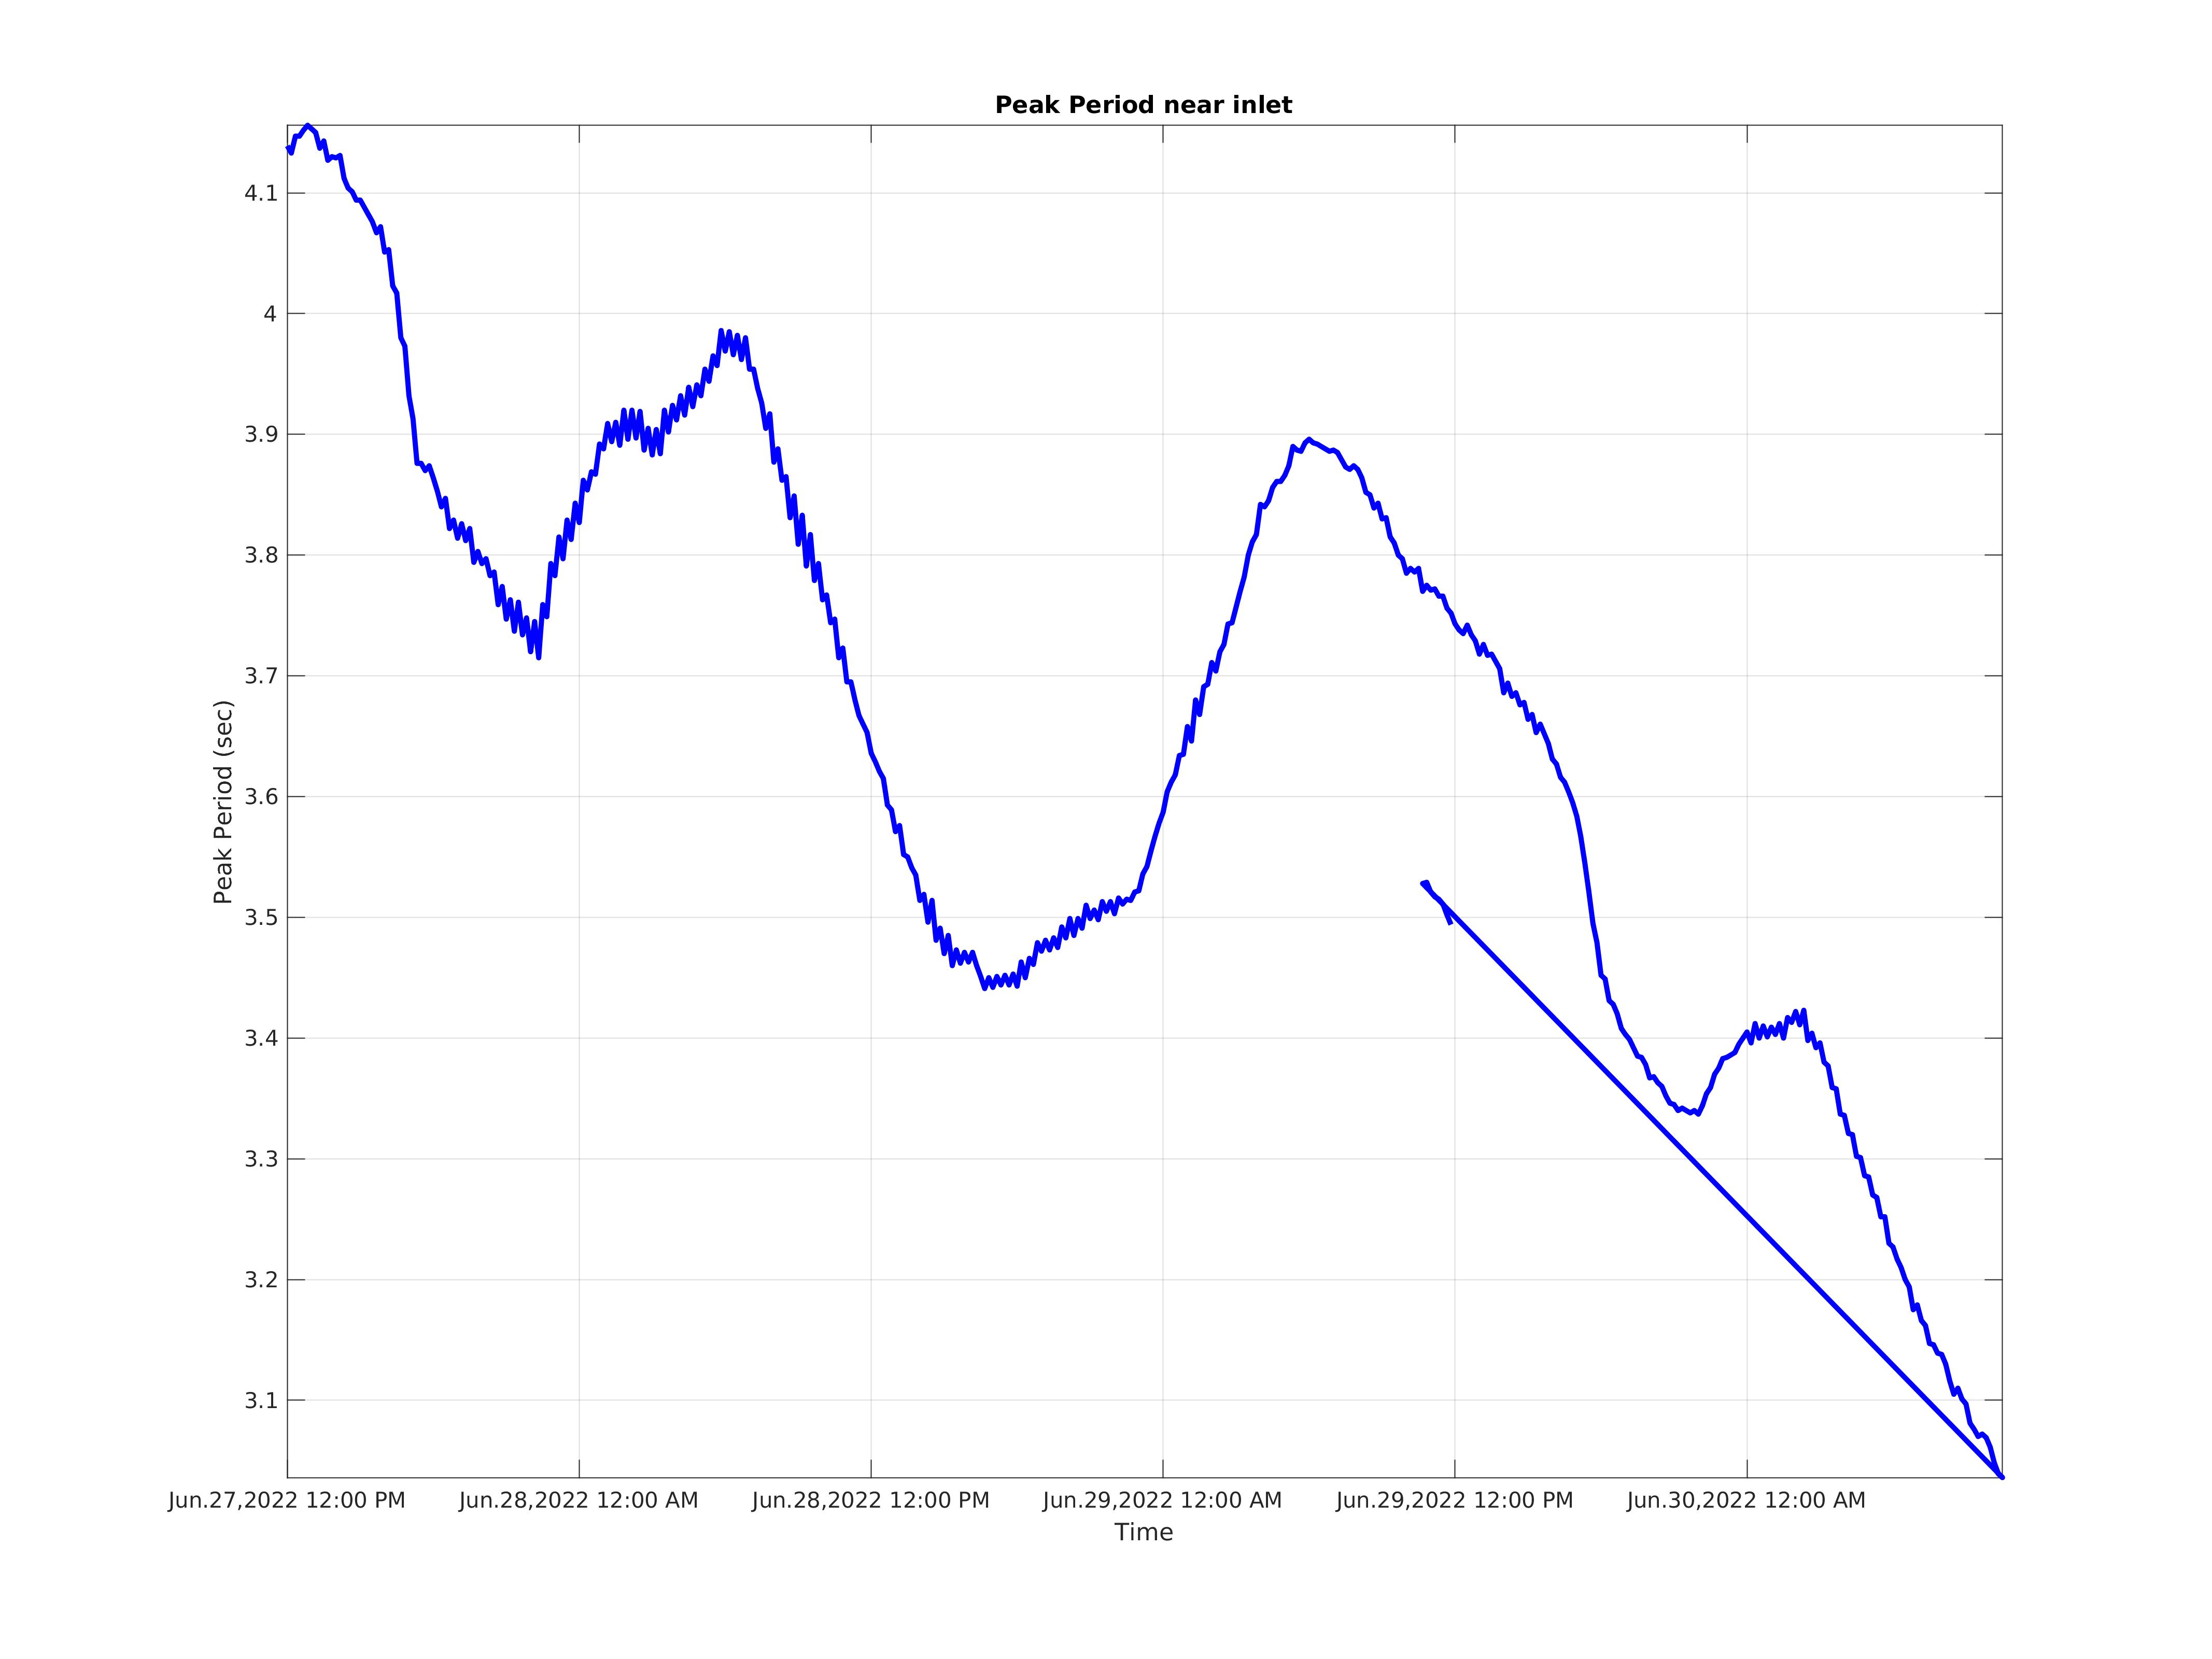 Peak Period near inlet
4.1
4
3.9
3.8
3.7
3.6
3.5
3.4
3.3
3.2
3.1
Peak Period (sec)
Jun.27,2022 12:00 PM
Jun.28,2022 12:00 AM
Jun.28,2022 12:00 PM
Jun.29,2022 12:00 AM
Jun.29,2022 12:00 PM
Jun.30,2022 12:00 AM
Time